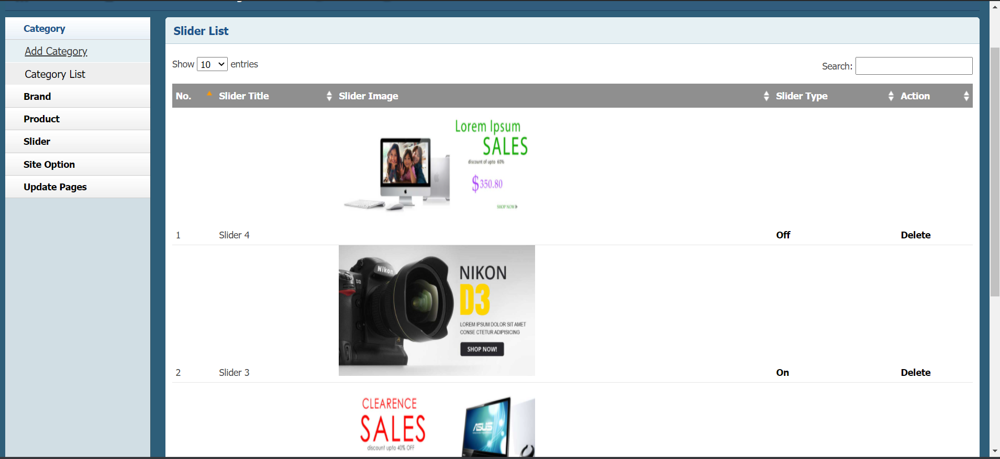 Category
Add Category
Category List
Brand
Product
Slider
Site Option
Update Pages
Slider List
Show 10 entries
Search:
No. Slider Title Slider Image Slider Type Action
Lorem Ipsum
SALES
discount of upto 60%
$350.80
SHOP NOW
1 Slider 4 Off Delete
Nikon
D3
NIKON
D3
LOREM IPSUM DOLOR SIT AMET
CONSE CTETUR ADIPISICING
SHOP NOW!
2 Slider 3 On Delete
CLEARENCE
SALES
discount upto 40% OFF
ASUS